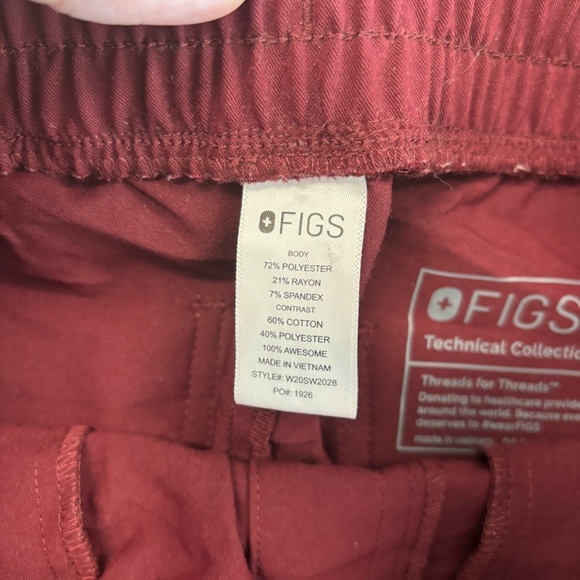 FIGS
BODY
72% POLYESTER
21% RAYON
7% SPANDEX
CONTRAST
60% COTTON
40% POLYESTER
100% AWESOME
MADE IN VIETNAM
STYLE#: W20SW2028
PO#: 1926
FIGS
Technical Collectio
Threads for Threads™
Donating to healthcare provide
around the world. Because eve
deserves to #wearFIGS
made in vietnam.